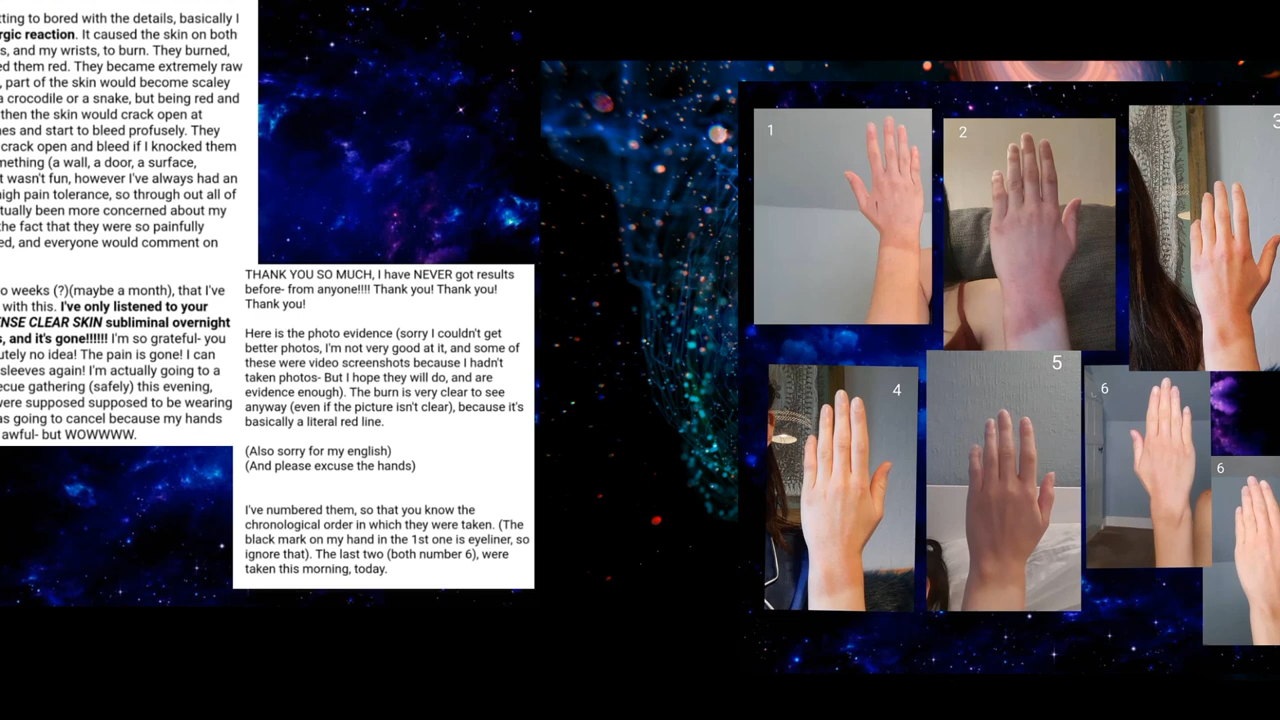 tting to bored with the details, basically I
rgic reaction. It caused the skin on both
s, and my wrists, to burn. They burned,
ed them red. They became extremely raw
, part of the skin would become scaley
a crocodile or a snake, but being red and
then the skin would crack open at
nes and start to bleed profusely. They
crack open and bleed if I knocked them
mething (a wall, a door, a surface,
t wasn't fun, however I've always had an
nigh pain tolerance, so through out all of
tually been more concerned about my
the fact that they were so painfully
ed, and everyone would comment on
o weeks (?)(maybe a month), that I've
with this. I've only listened to your
ENSE CLEAR SKIN subliminal overnight
s, and it's gone!!!!!! I'm so grateful- you
utely no idea! The pain is gone! I can
sleeves again! I'm actually going to a
ecue gathering (safely) this evening,
were supposed supposed to be wearing
as going to cancel because my hands
awful- but WOWWWW.
THANK YOU SO MUCH, I have NEVER got results
before- from anyone!!!! Thank you! Thank you!
Thank you!
Here is the photo evidence (sorry I couldn't get
better photos, I'm not very good at it, and some of
these were video screenshots because I hadn't
taken photos- But I hope they will do, and are
evidence enough). The burn is very clear to see
anyway (even if the picture isn't clear), because it's
basically a literal red line.
(Also sorry for my english)
(And please excuse the hands)
I've numbered them, so that you know the
chronological order in which they were taken. (The
black mark on my hand in the 1st one is eyeliner, so
ignore that). The last two (both number 6), were
taken this morning, today.
1
2
3
4
5
6
6